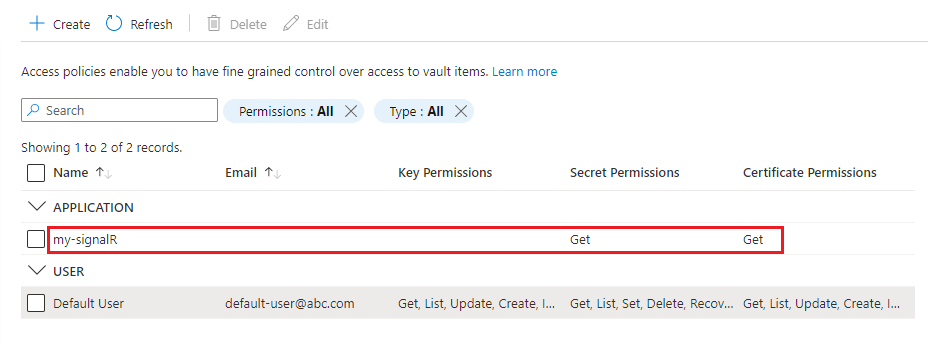 Create Refresh Delete Edit
Access policies enable you to have fine grained control over access to vault items. Learn more
Search Permissions : All Type : All
Showing 1 to 2 of 2 records.
Name Email Key Permissions Secret Permissions Certificate Permissions
APPLICATION
my-signalR Get Get
USER
Default User default-user@abc.com Get, List, Update, Create, I... Get, List, Set, Delete, Recov... Get, List, Update, Create, I...